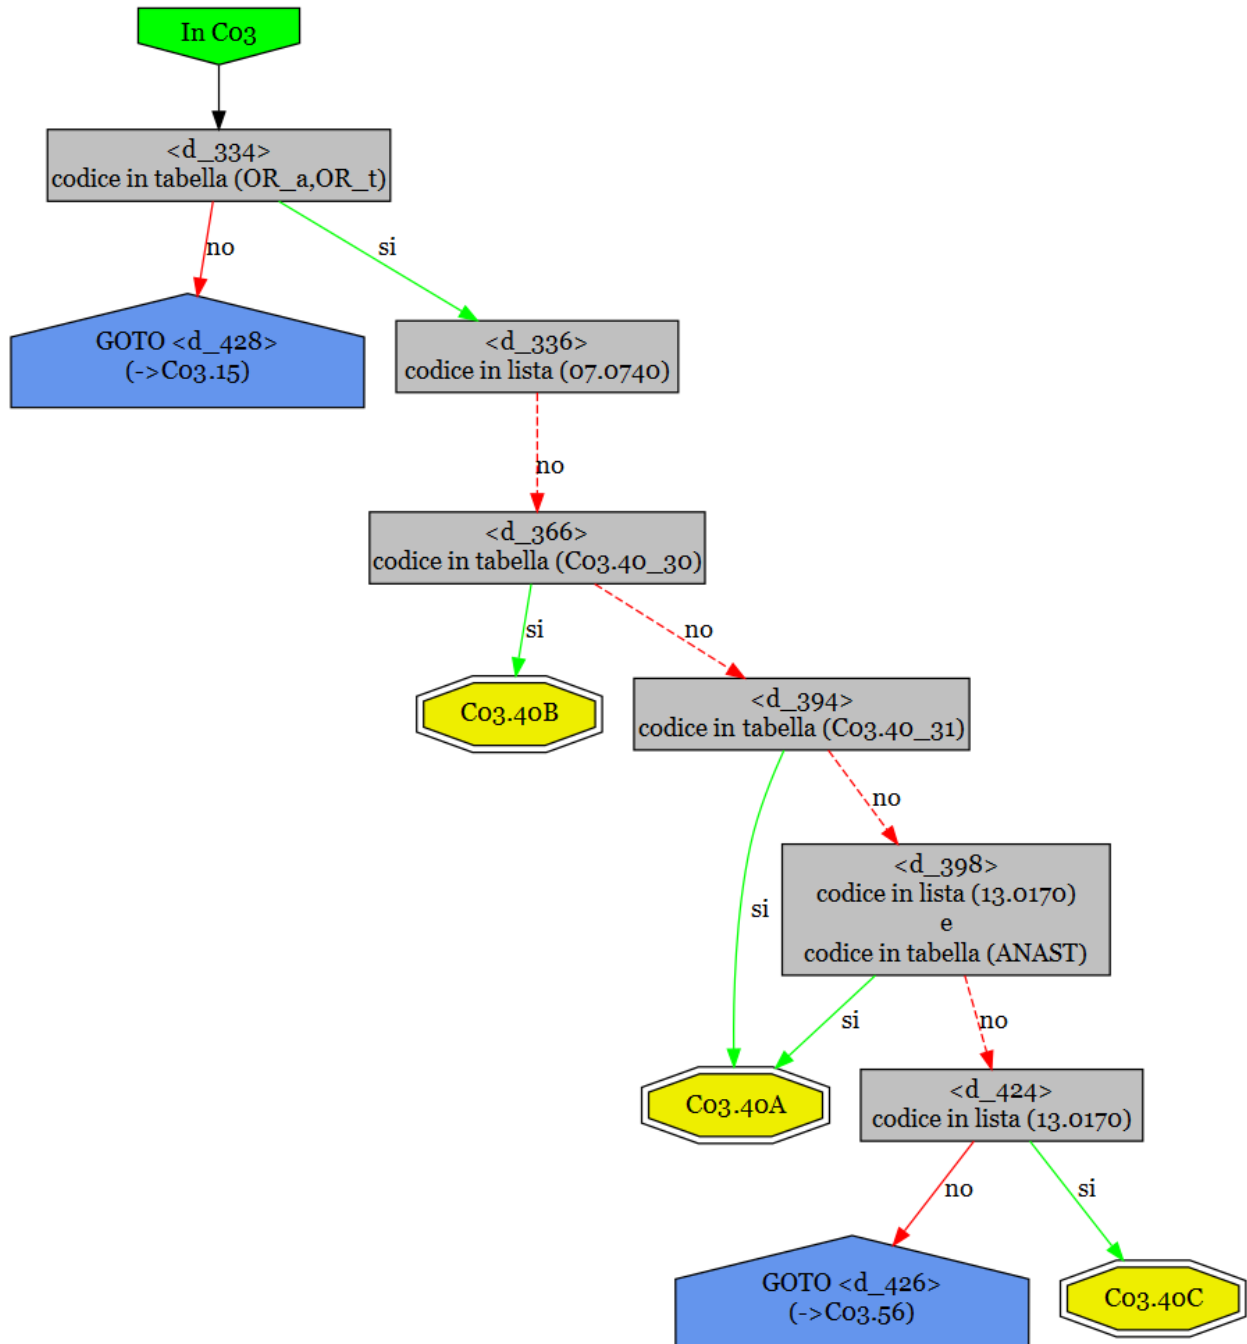 In C03
<d_334>
codice in tabella (OR_a,OR_t)
no
si
GOTO <d_428>
(->C03.15)
<d_336>
codice in lista (07.0740)
no
<d_366>
codice in tabella (C03.40_30)
si
no
C03.40B
<d_394>
codice in tabella (C03.40_31)
no
si
<d_398>
codice in lista (13.0170)
e
codice in tabella (ANAST)
si
no
C03.40A
<d_424>
codice in lista (13.0170)
no
si
GOTO <d_426>
(->C03.56)
C03.40C